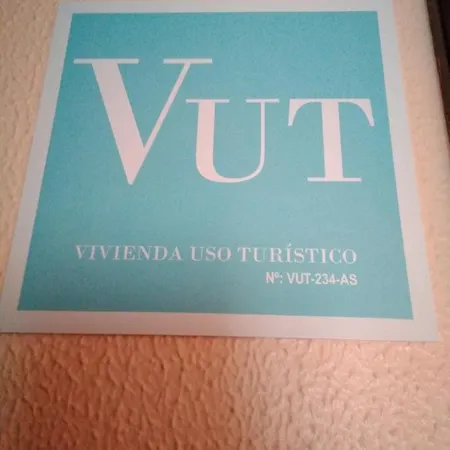 VUT
VIVIENDA USO TURÍSTICO
Nº: VUT-234-AS